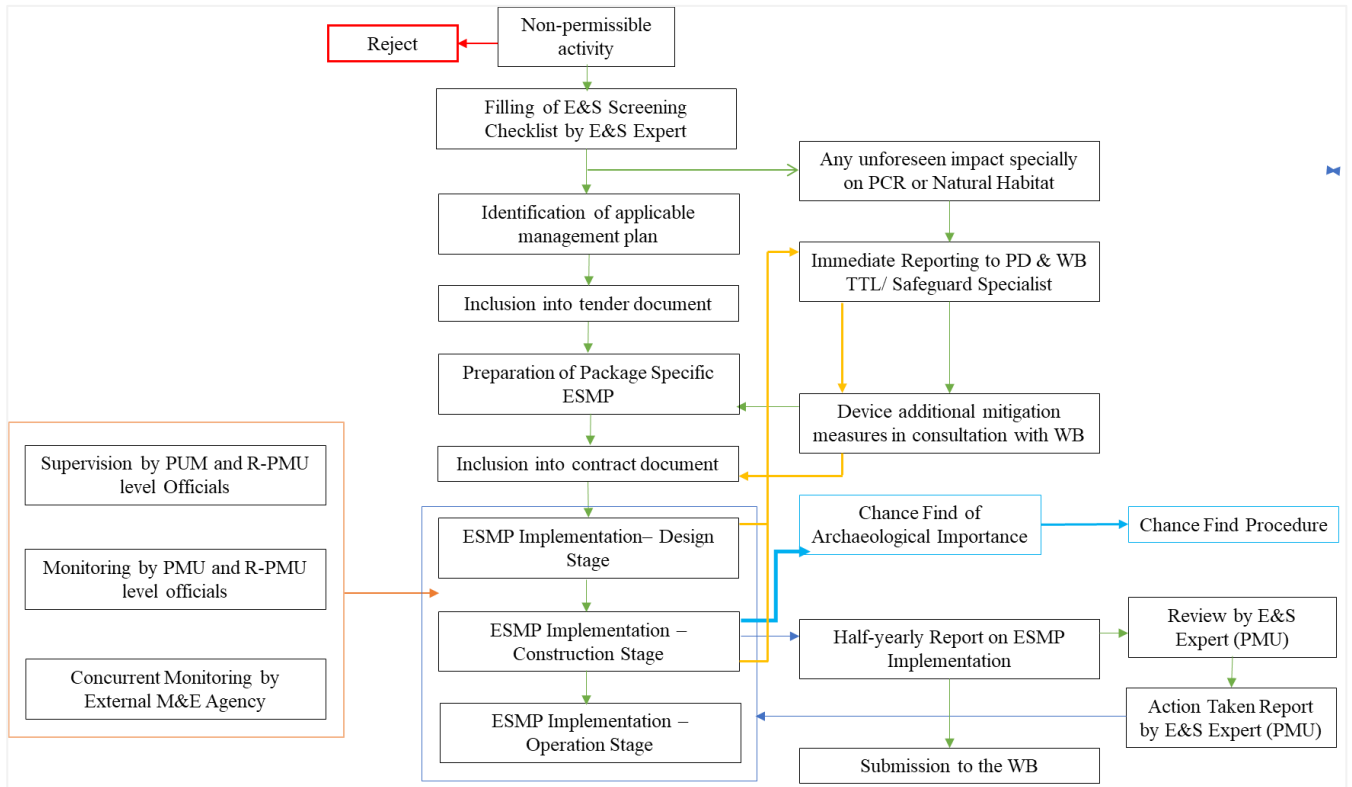 Non-permissible
activity
Reject
Filling of E&S Screening
Checklist by E&S Expert
Any unforeseen impact specially
on PCR or Natural Habitat
Identification of applicable
management plan
Immediate Reporting to PD & WB
TTL/ Safeguard Specialist
Inclusion into tender document
Preparation of Package Specific
ESMP
Device additional mitigation
measures in consultation with WB
Inclusion into contract document
Supervision by PUM and R-PMU
level Officials
Monitoring by PMU and R-PMU
level officials
Concurrent Monitoring by
External M&E Agency
ESMP Implementation– Design
Stage
Chance Find of
Archaeological Importance
Chance Find Procedure
ESMP Implementation –
Construction Stage
Half-yearly Report on ESMP
Implementation
Review by E&S
Expert (PMU)
Action Taken Report
by E&S Expert (PMU)
ESMP Implementation –
Operation Stage
Submission to the WB